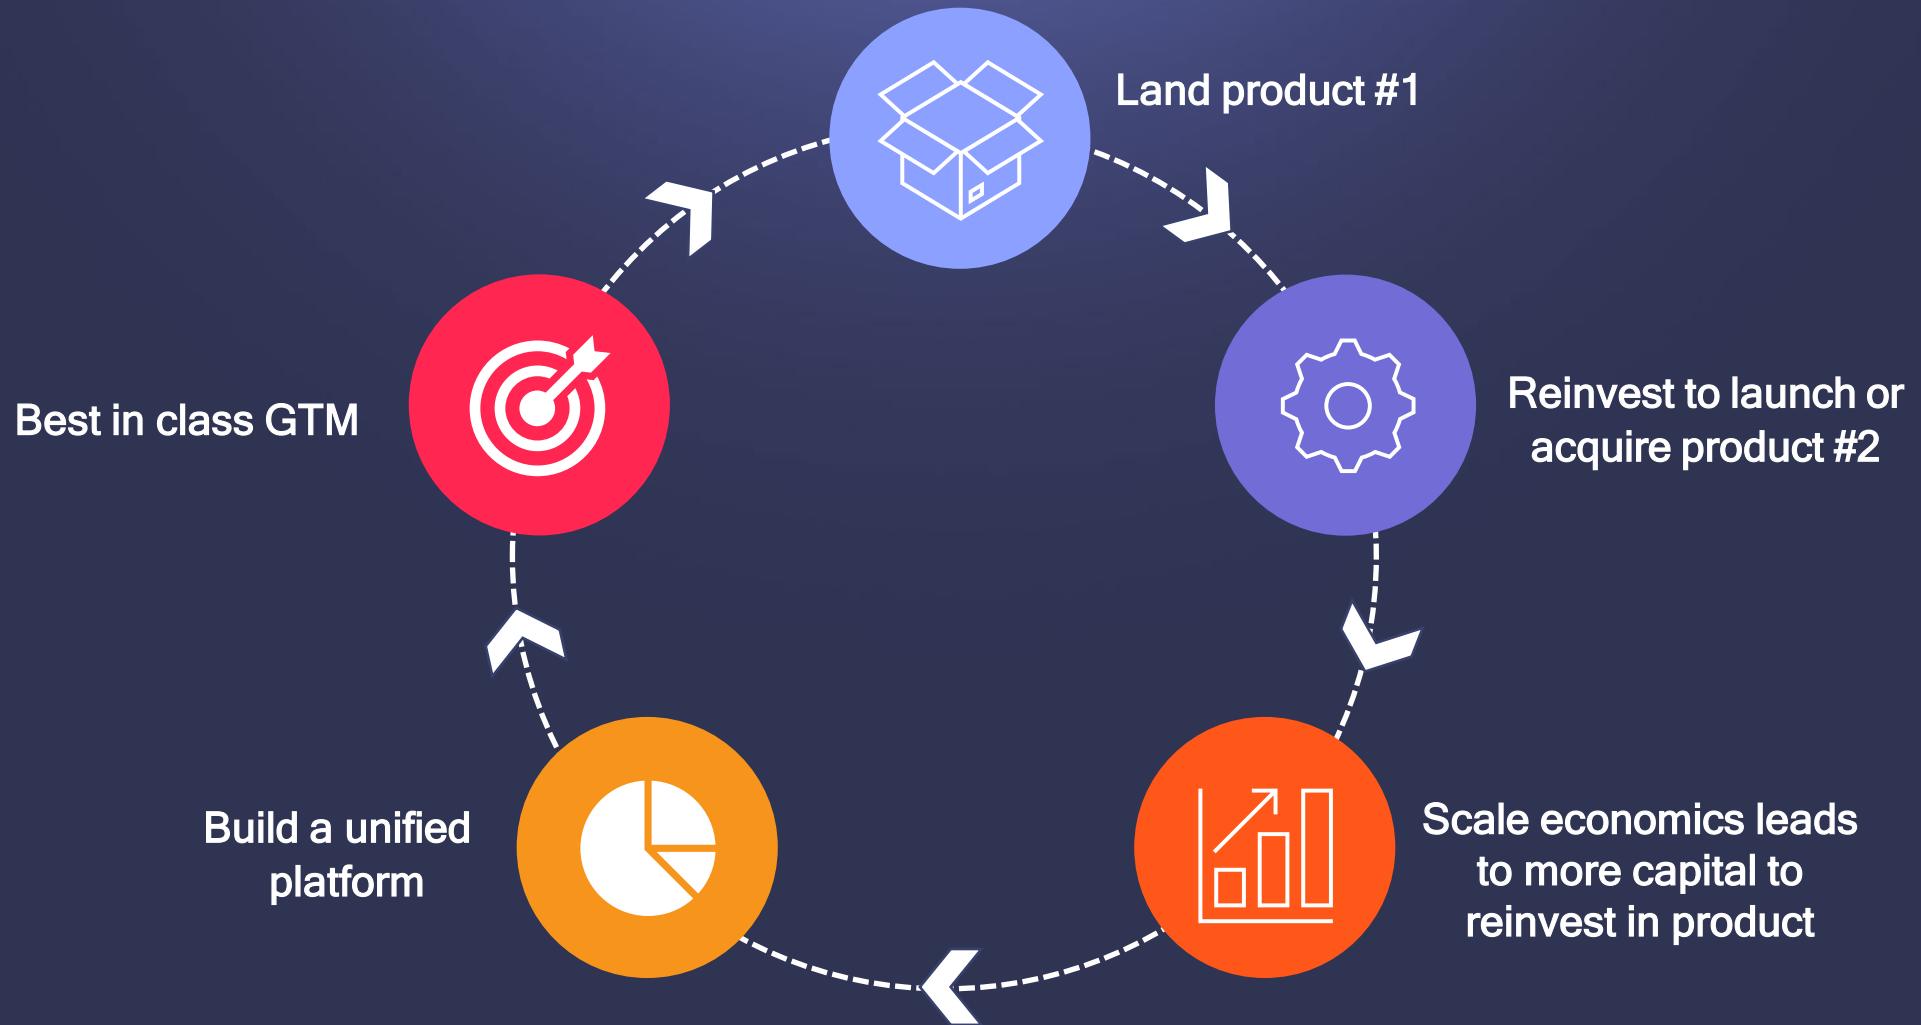 Land product #1
Reinvest to launch or
acquire product #2
Scale economics leads
to more capital to
reinvest in product
Build a unified
platform
Best in class GTM